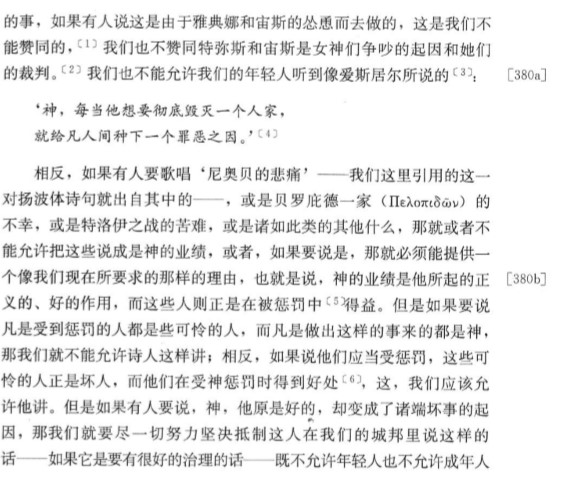 的事，如果有人说这是由于雅典娜和宙斯的怂恿而去做的，这是我们不
能赞同的，〔1〕我们也不赞同特弥斯和宙斯是女神们争吵的起因和她们
的裁判。〔2〕我们也不能允许我们的年轻人听到像爱斯居尔所说的〔3〕： [380a]
‘神，每当他想要彻底毁灭一个人家，
就给凡人间种下一个罪恶之因。’〔4〕
相反，如果有人要歌唱‘尼奥贝的悲痛’——我们这里引用的这一
对扬波体诗句就出自其中的——，或是贝罗庇德一家（Πελοπιδῶν）的
不幸，或是特洛伊之战的苦难，或是诸如此类的其他什么，那就或者不
能允许把这些说成是神的业绩，或者，如果要说是，那就必须能提供一
个像我们现在所要求的那样的理由，也就是说，神的业绩是他所起的正 [380b]
义的、好的作用，而这些人则正是在被惩罚中〔5〕得益。但是如果要说
凡是受到惩罚的人都是些可怜的人，而凡是做出这样的事来的都是神，
那我们就不能允许诗人这样讲；相反，如果说他们应当受惩罚，这些可
怜的人正是坏人，而他们在受神惩罚时得到好处〔6〕，这，我们应该允
许他讲。但是如果有人要说，神，他原是好的，却变成了诸端坏事的起
因，那我们就要尽一切努力坚决抵制这人在我们的城邦里说这样的
话——如果它是要有很好的治理的话——既不允许年轻人也不允许成年人